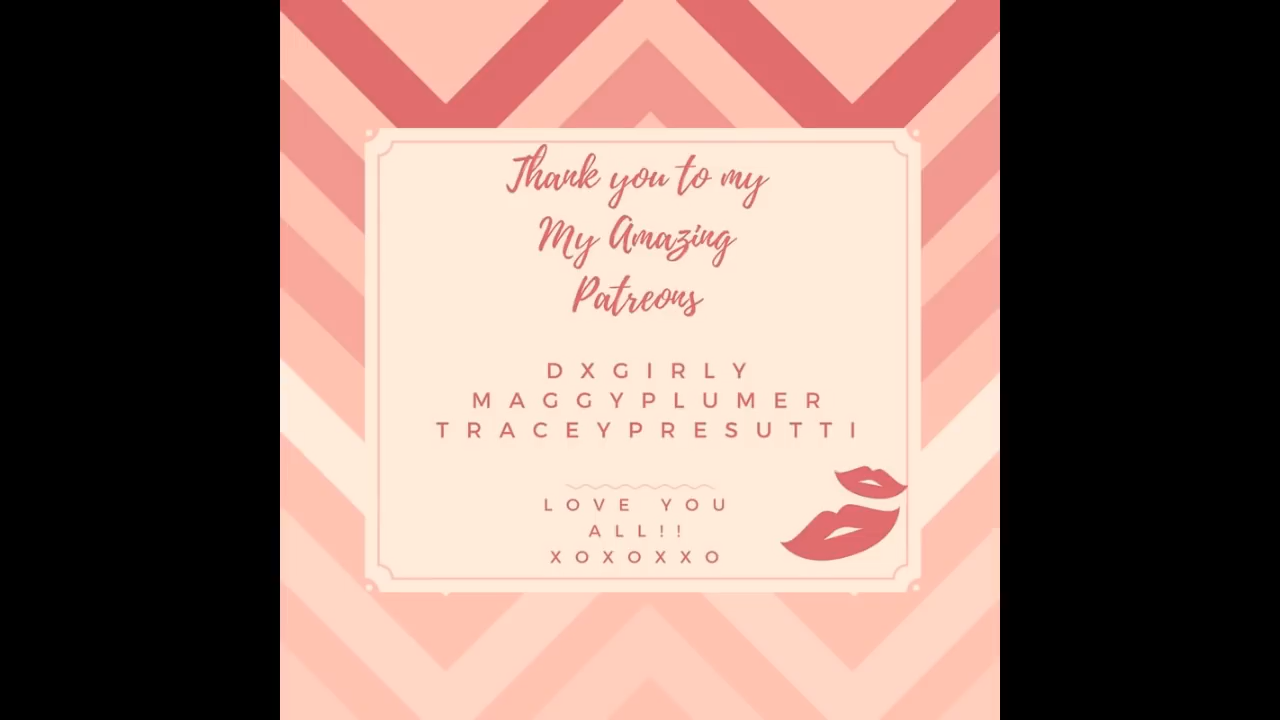 Thank you to my
My Amazing
Patreons
DXGIRLY
MAGGYPLUMER
TRACEYPRESUTTI
LOVE YOU
ALL!!
XOXOXXO